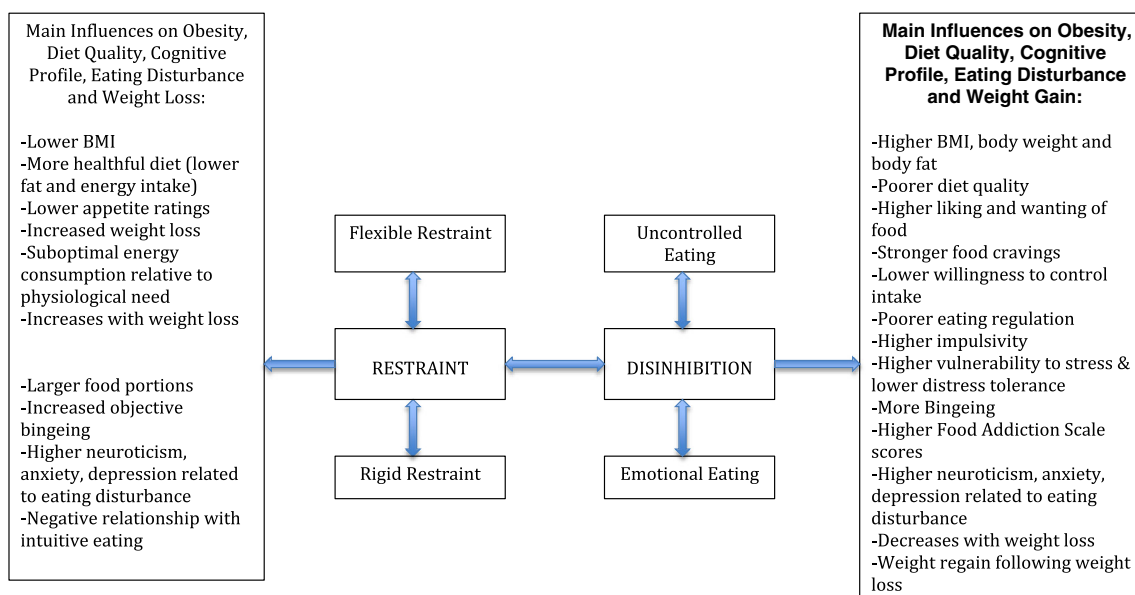 Main Influences on Obesity,
Diet Quality, Cognitive
Profile, Eating Disturbance
and Weight Loss:
-Lower BMI
-More healthful diet (lower
fat and energy intake)
-Lower appetite ratings
-Increased weight loss
-Suboptimal energy
consumption relative to
physiological need
-Increases with weight loss
-Larger food portions
-Increased objective
bingeing
-Higher neuroticism,
anxiety, depression related
to eating disturbance
-Negative relationship with
intuitive eating
Flexible Restraint
RESTRAINT
Rigid Restraint
Uncontrolled
Eating
DISINHIBITION
Emotional Eating
Main Influences on Obesity,
Diet Quality, Cognitive
Profile, Eating Disturbance
and Weight Gain:
-Higher BMI, body weight and
body fat
-Poorer diet quality
-Higher liking and wanting of
food
-Stronger food cravings
-Lower willingness to control
intake
-Poorer eating regulation
-Higher impulsivity
-Higher vulnerability to stress &
lower distress tolerance
-More Bingeing
-Higher Food Addiction Scale
scores
-Higher neuroticism, anxiety,
depression related to eating
disturbance
-Decreases with weight loss
-Weight regain following weight
loss